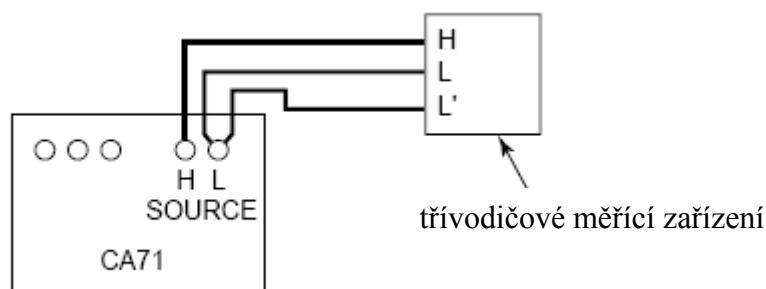 H
L
L'
H L
SOURCE
CA71
třívodičové měřící zařízení